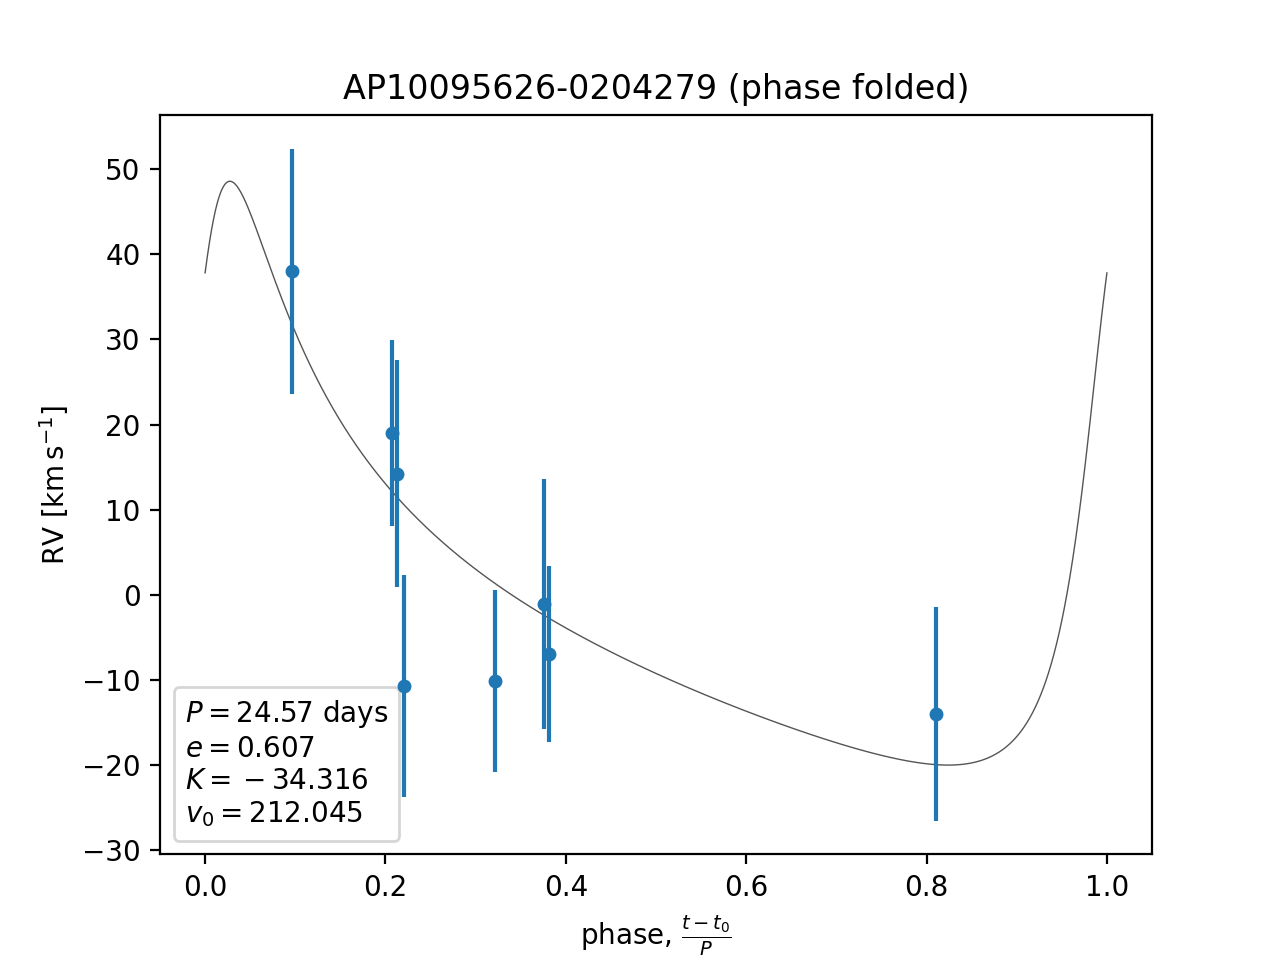 AP10095626-0204279 (phase folded)
RV [km s⁻¹]
50
40
30
20
10
0
−10
−20
−30
P = 24.57 days
e = 0.607
K = − 34.316
v₀ = 212.045
0.0 0.2 0.4 0.6 0.8 1.0
phase, (t − t₀)/P